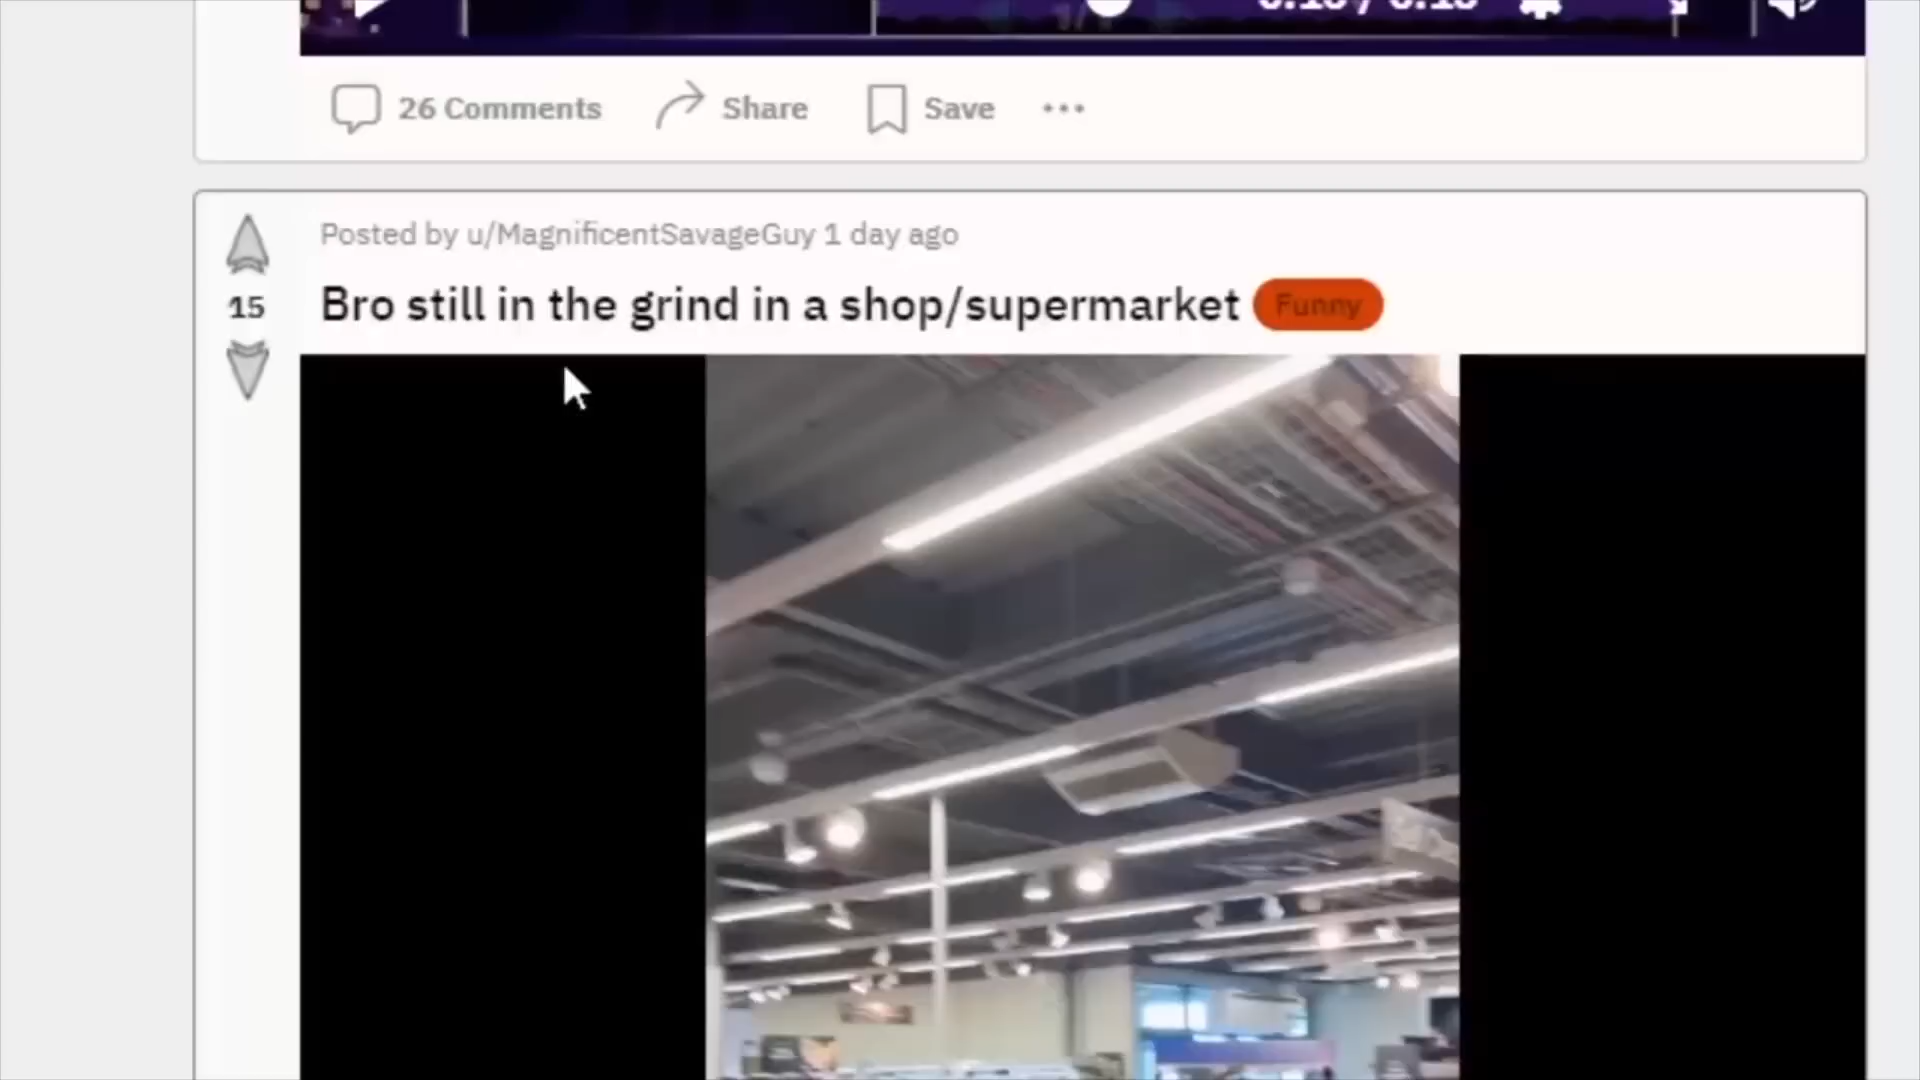 26 Comments Share Save
Posted by u/MagnificentSavageGuy 1 day ago
15
Bro still in the grind in a shop/supermarket Funny